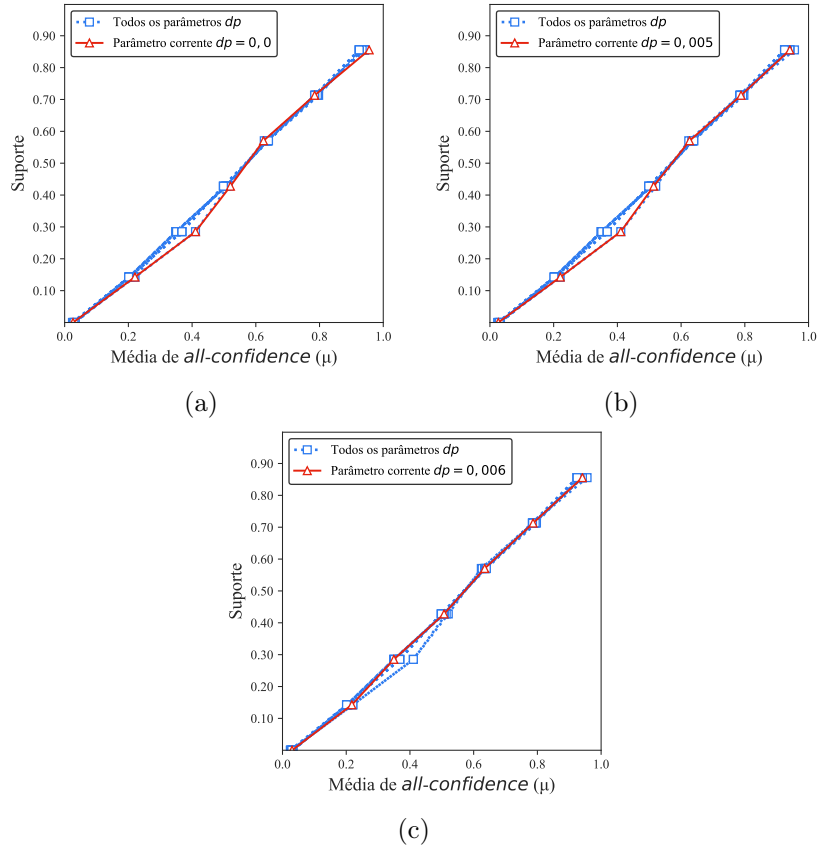 Todos os parâmetros dp
Parâmetro corrente dp = 0, 0
0.90
0.80
0.70
0.60
0.50
0.40
0.30
0.20
0.10
Suporte
0.0 0.2 0.4 0.6 0.8 1.0
Média de all-confidence (μ)
(a)
Todos os parâmetros dp
Parâmetro corrente dp = 0, 005
0.90
0.80
0.70
0.60
0.50
0.40
0.30
0.20
0.10
Suporte
0.0 0.2 0.4 0.6 0.8 1.0
Média de all-confidence (μ)
(b)
Todos os parâmetros dp
Parâmetro corrente dp = 0, 006
0.90
0.80
0.70
0.60
0.50
0.40
0.30
0.20
0.10
Suporte
0.0 0.2 0.4 0.6 0.8 1.0
Média de all-confidence (μ)
(c)